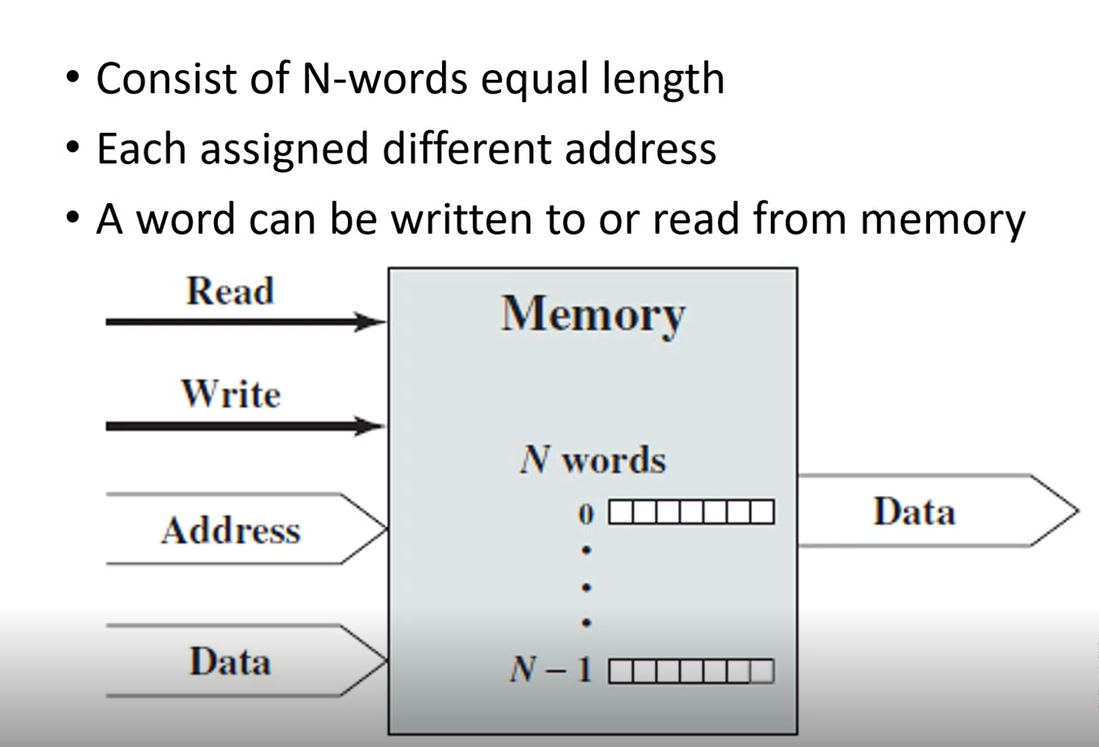 • Consist of N-words equal length
• Each assigned different address
• A word can be written to or read from memory
Read
Memory
Write
N words
0
Data
Address
Data
N – 1